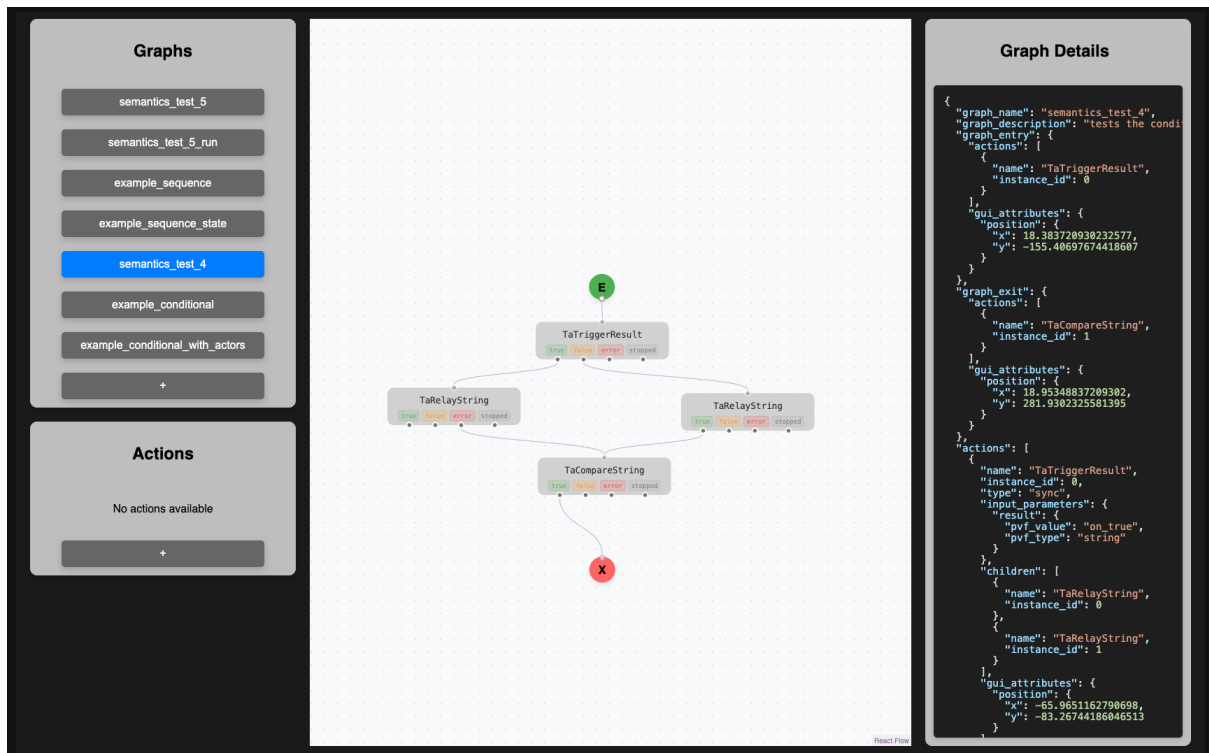 Graphs
semantics_test_5
semantics_test_5_run
example_sequence
example_sequence_state
semantics_test_4
example_conditional
example_conditional_with_actors
+
Actions
No actions available
+
E
TaTriggerResult
true false error stopped
TaRelayString
true false error stopped
TaRelayString
true false error stopped
TaCompareString
true false error stopped
X
React Flow
Graph Details
{
"graph_name": "semantics_test_4",
"graph_description": "tests the condi
"graph_entry": {
"actions": [
{
"name": "TaTriggerResult",
"instance_id": 0
}
],
"gui_attributes": {
"position": {
"x": 18.383720930232577,
"y": -155.40697674418607
}
}
},
"graph_exit": {
"actions": [
{
"name": "TaCompareString",
"instance_id": 1
}
],
"gui_attributes": {
"position": {
"x": 18.95348837209302,
"y": 281.9302325581395
}
}
},
"actions": [
{
"name": "TaTriggerResult",
"instance_id": 0,
"type": "sync",
"input_parameters": {
"result": {
"pvf_value": "on_true",
"pvf_type": "string"
}
},
"children": [
{
"name": "TaRelayString",
"instance_id": 0
},
{
"name": "TaRelayString",
"instance_id": 1
}
],
"gui_attributes": {
"position": {
"x": -65.9651162790698,
"y": -83.26744186046513
}